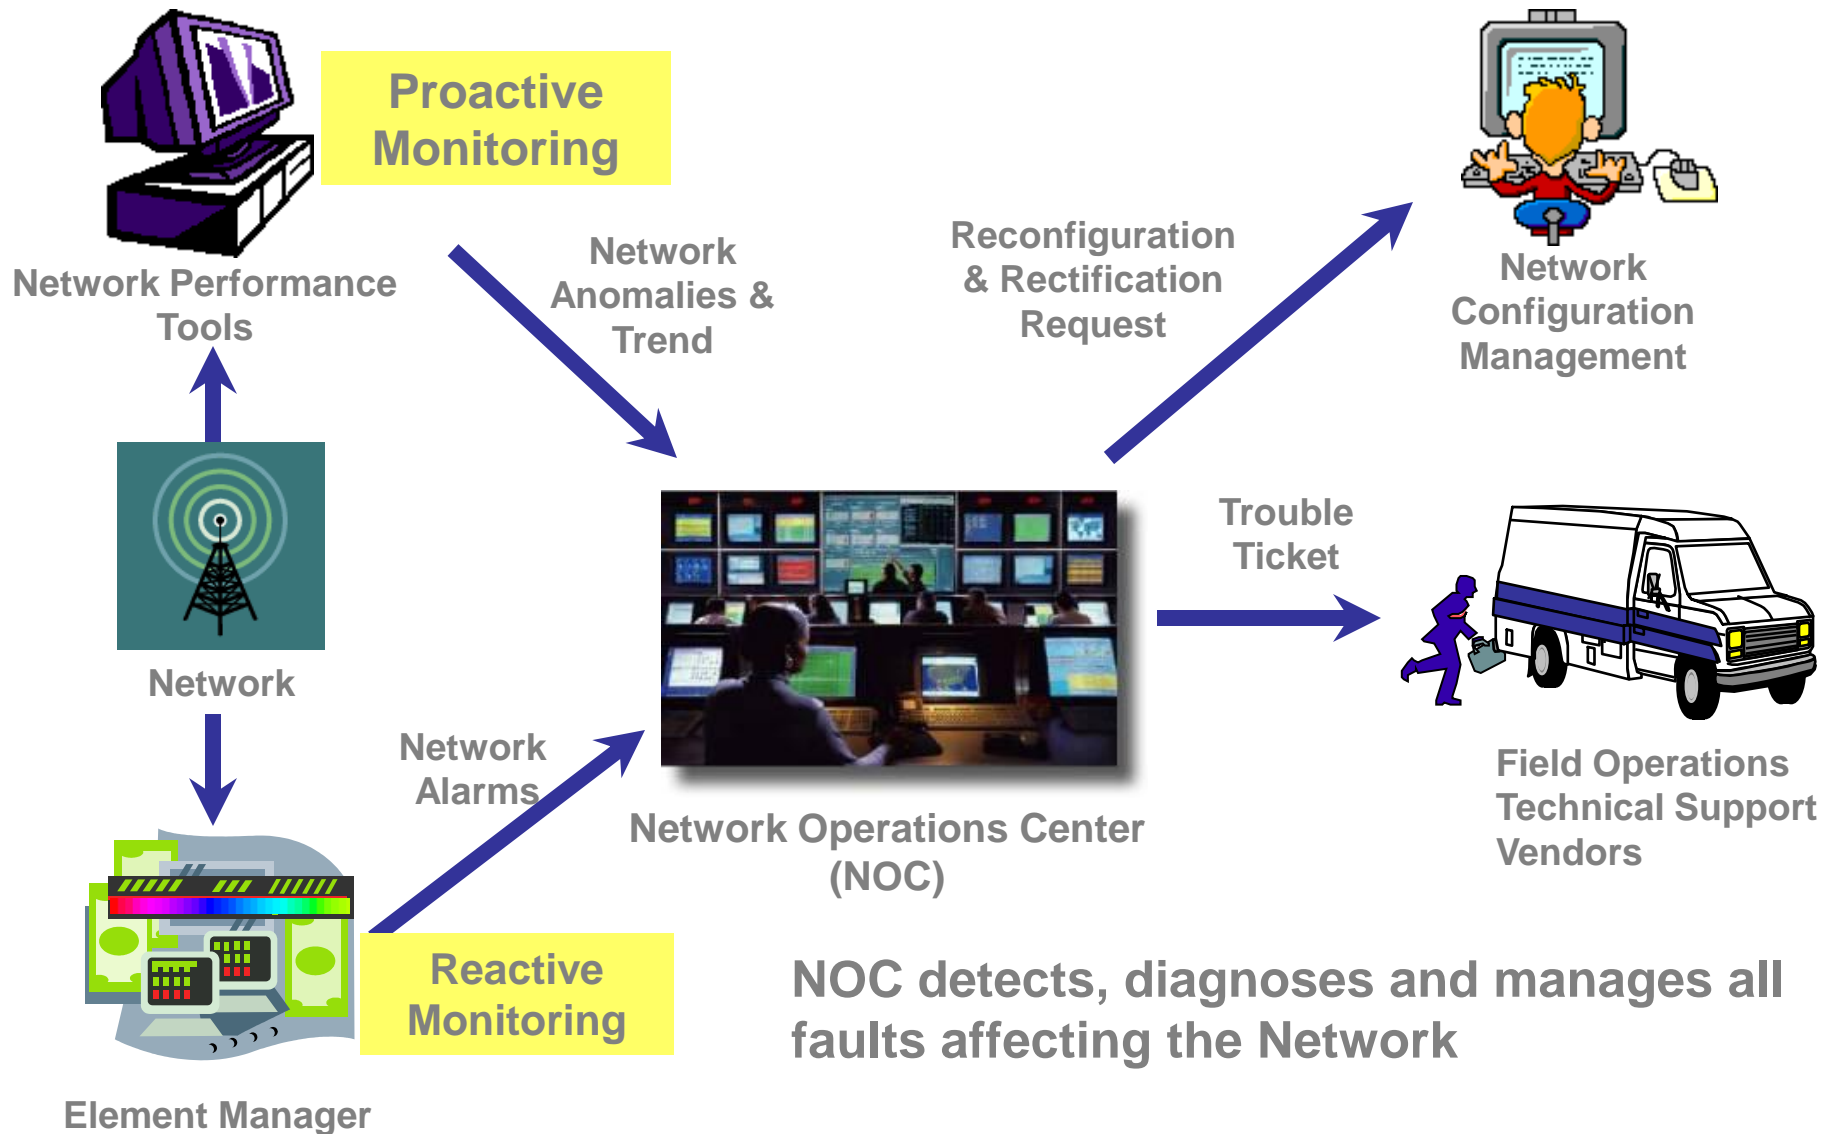 Proactive
Monitoring
Network Performance
Tools
Network
Anomalies &
Trend
Reconfiguration
& Rectification
Request
Network
Configuration
Management
Network
Trouble
Ticket
Network
Alarms
Network Operations Center
(NOC)
Field Operations
Technical Support
Vendors
Reactive
Monitoring
Element Manager
NOC detects, diagnoses and manages all
faults affecting the Network